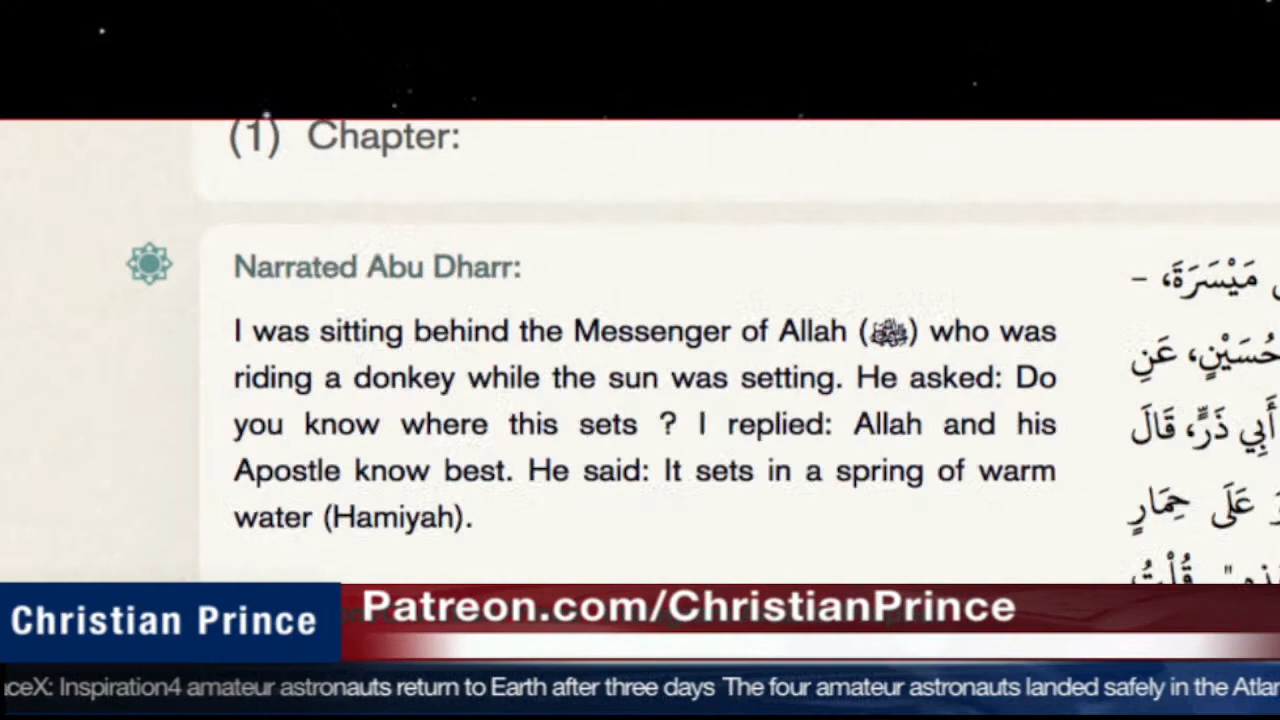 (1) Chapter:
Narrated Abu Dharr:
I was sitting behind the Messenger of Allah (ﷺ) who was
riding a donkey while the sun was setting. He asked: Do
you know where this sets ? I replied: Allah and his
Apostle know best. He said: It sets in a spring of warm
water (Hamiyah).
مَيْسَرَةَ، –
حُسَيْنٍ، عَنِ
أَبِي ذَرٍّ، قَالَ
عَلَى حِمَارٍ
" قُلْتُ
Christian Prince
Patreon.com/ChristianPrince
ceX: Inspiration4 amateur astronauts return to Earth after three days The four amateur astronauts landed safely in the Atlan